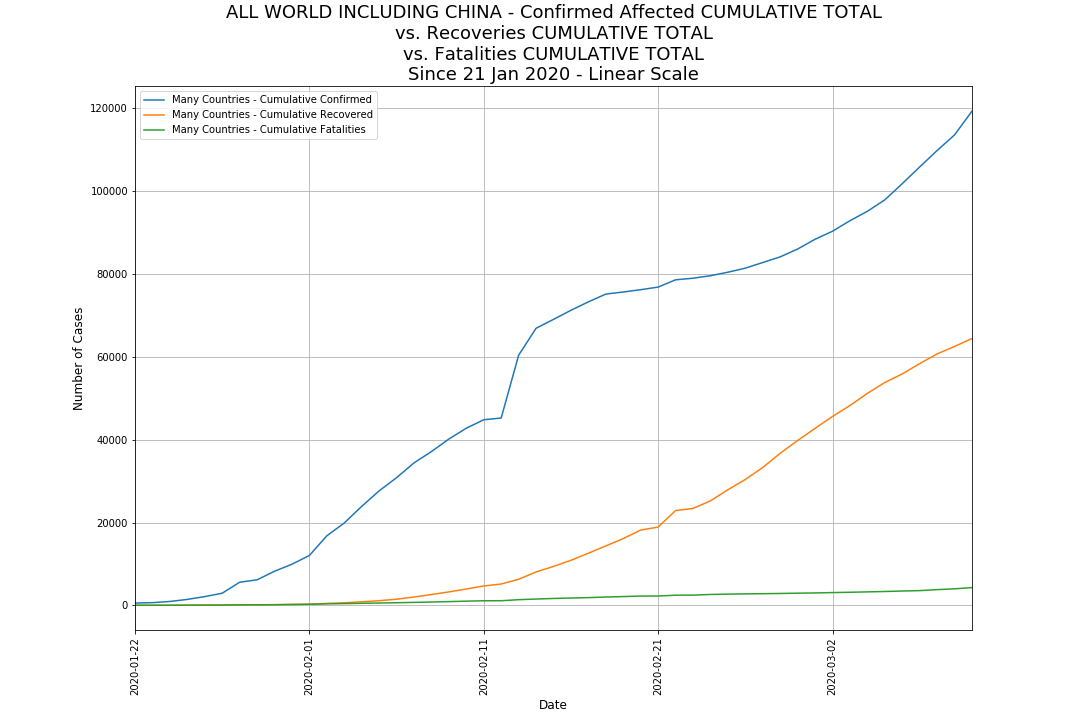 ALL WORLD INCLUDING CHINA - Confirmed Affected CUMULATIVE TOTAL
vs. Recoveries CUMULATIVE TOTAL
vs. Fatalities CUMULATIVE TOTAL
Since 21 Jan 2020 - Linear Scale
Many Countries - Cumulative Confirmed
Many Countries - Cumulative Recovered
Many Countries - Cumulative Fatalities
120000
100000
80000
60000
40000
20000
0
Number of Cases
2020-01-22
2020-02-01
2020-02-11
2020-02-21
2020-03-02
Date